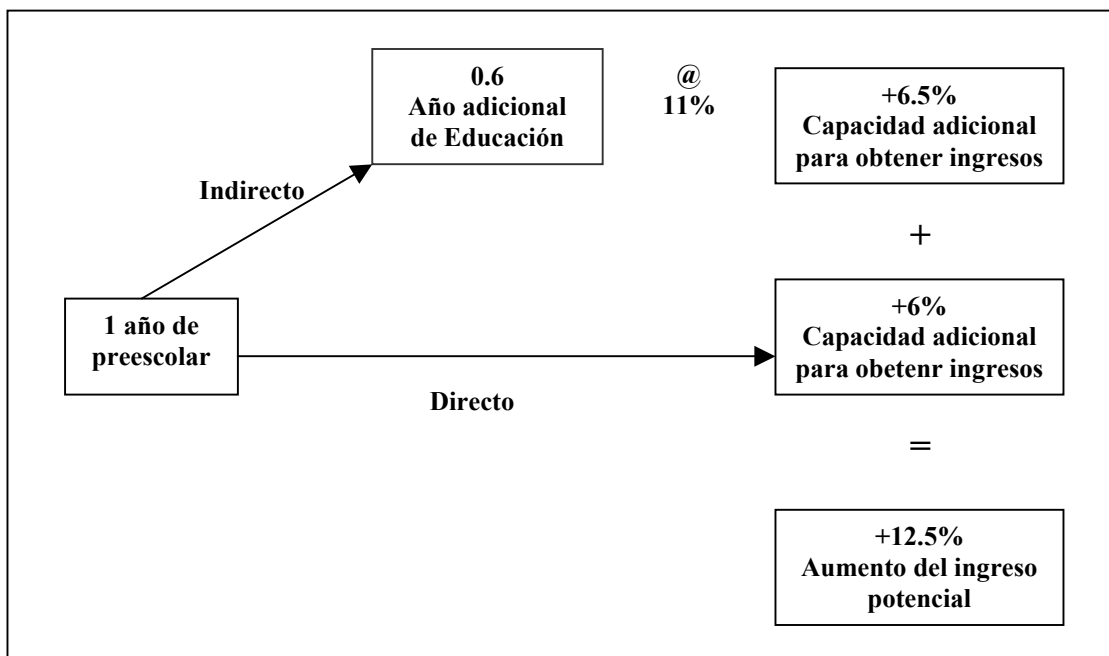 0.6
Año adicional
de Educación
@
11%
+6.5%
Capacidad adicional
para obtener ingresos
Indirecto
+
1 año de
preescolar
+6%
Capacidad adicional
para obetenr ingresos
Directo
=
+12.5%
Aumento del ingreso
potencial